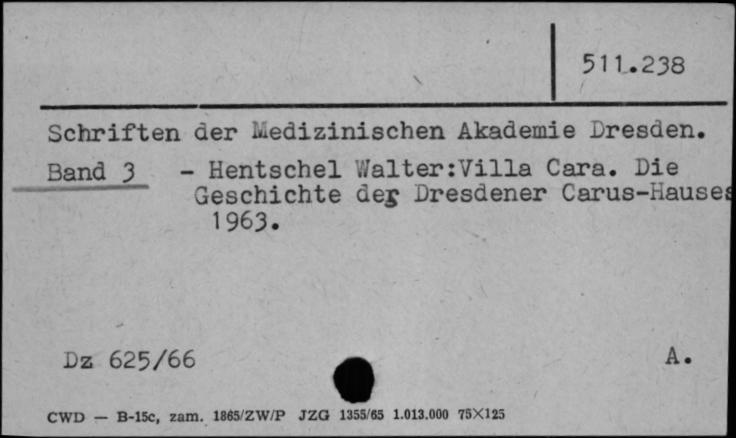 511.238
Schriften der Medizinischen Akademie Dresden.
Band 3 - Hentschel Walter:Villa Cara. Die
Geschichte des Dresdener Carus-Hauses
1963.
Dz 625/66 A.
CWD — B-15c, zam. 1865/ZW/P JZG 1355/65 1.013.000 75×125